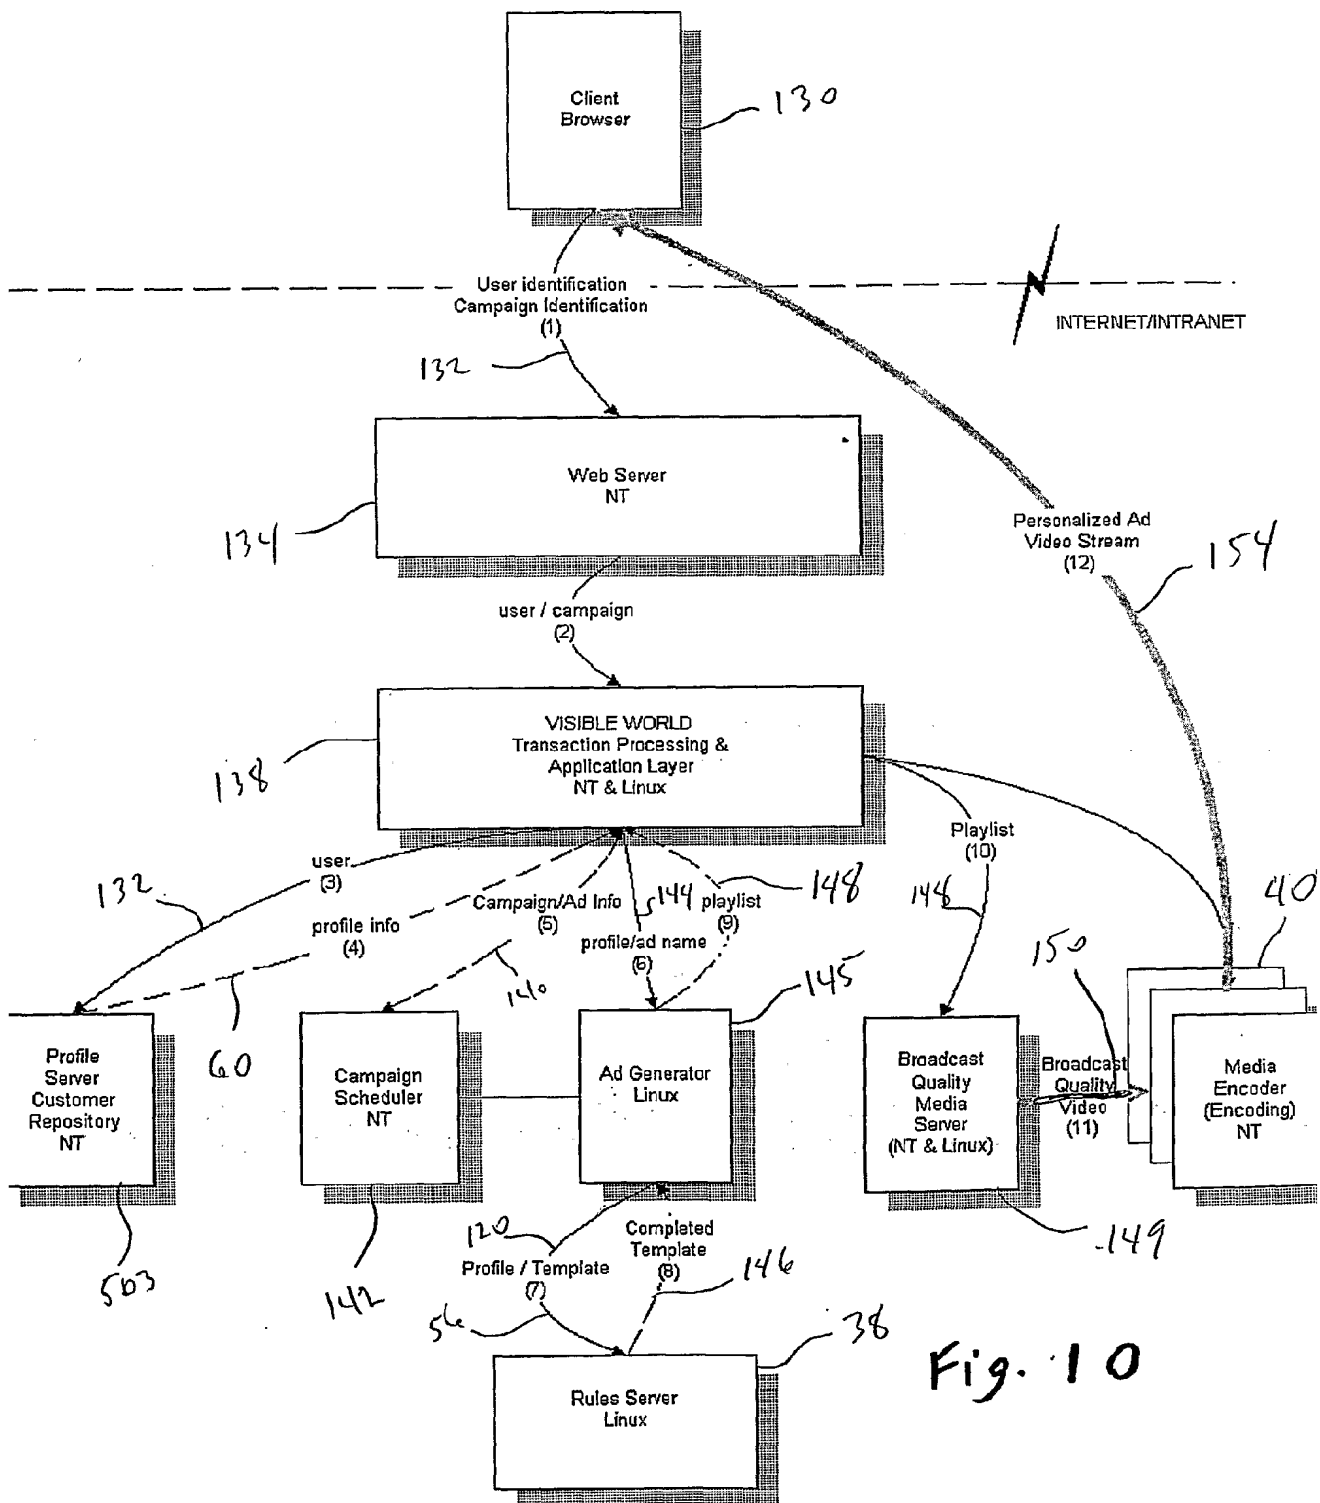 Client
Browser
130
User identification
Campaign Identification
(1)
INTERNET/INTRANET
132
Web Server
NT
134
Personalized Ad
Video Stream
(12)
154
user / campaign
(2)
VISIBLE WORLD
Transaction Processing &
Application Layer
NT & Linux
138
Playlist
(10)
148
user
(3)
132
profile info
(4)
60
Campaign/Ad Info
(5)
140
144
profile/ad name
(6)
playlist
(9)
148
145
150
40
Profile
Server
Customer
Repository
NT
503
Campaign
Scheduler
NT
142
Ad Generator
Linux
Broadcast
Quality
Media
Server
(NT & Linux)
149
Broadcast
Quality
Video
(11)
Media
Encoder
(Encoding)
NT
120
Profile / Template
(7)
56
Completed
Template
(8)
146
38
Rules Server
Linux
Fig. 10